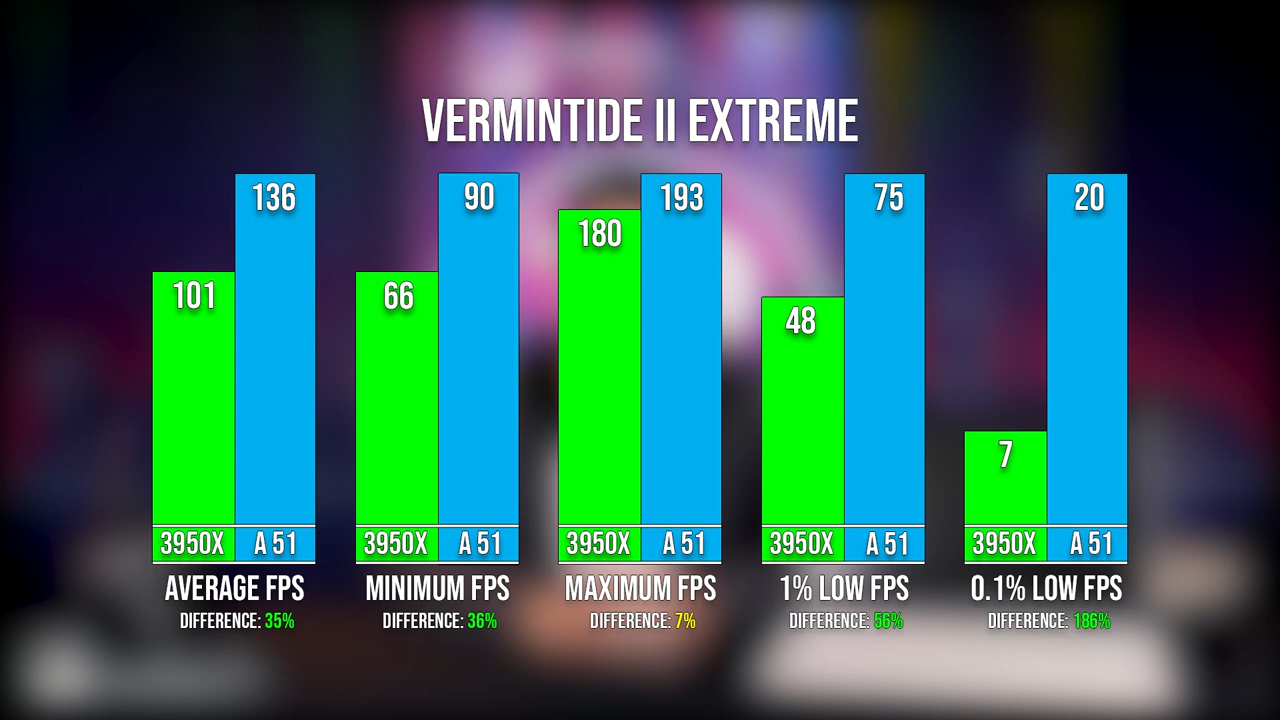 VERMINTIDE II EXTREME
136 90 193 75 20
101 66 180 48 7
3950X A 51 3950X A 51 3950X A 51 3950X A 51 3950X A 51
AVERAGE FPS MINIMUM FPS MAXIMUM FPS 1% LOW FPS 0.1% LOW FPS
DIFFERENCE: 35% DIFFERENCE: 36% DIFFERENCE: 7% DIFFERENCE: 56% DIFFERENCE: 186%